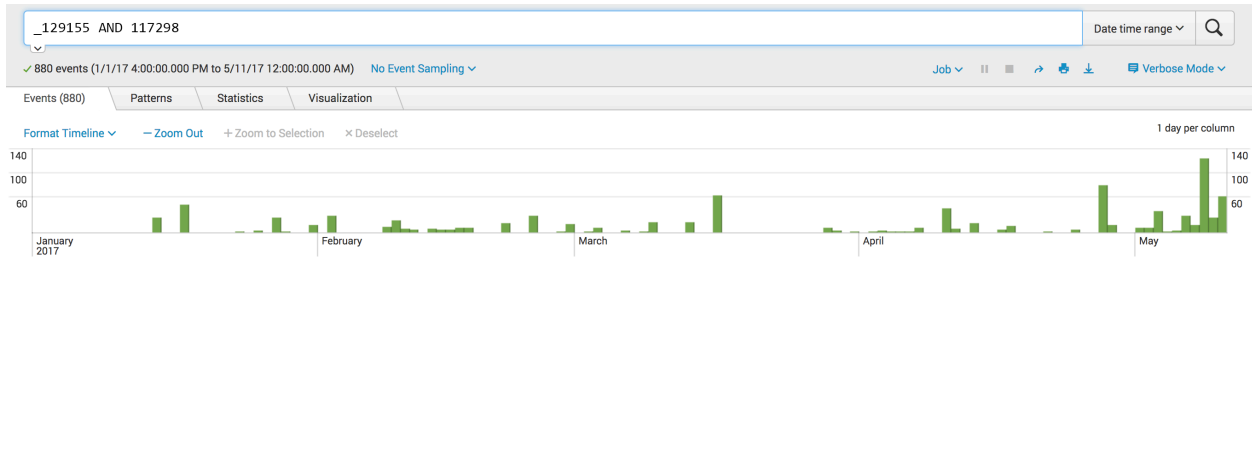 _129155 AND 117298
Date time range
880 events (1/1/17 4:00:00.000 PM to 5/11/17 12:00:00.000 AM) No Event Sampling
Job
Verbose Mode
Events (880) Patterns Statistics Visualization
Format Timeline — Zoom Out + Zoom to Selection × Deselect
1 day per column
140 140
100 100
60 60
January February March April May
2017